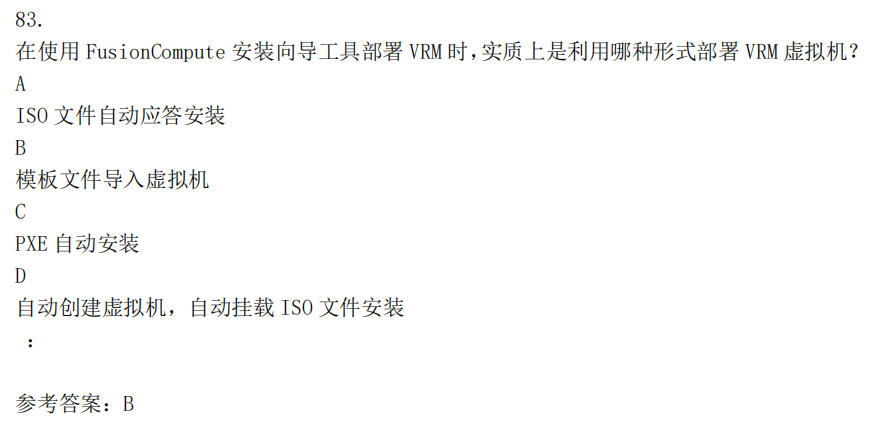 83.
在使用 FusionCompute 安装向导工具部署 VRM 时,实质上是利用哪种形式部署 VRM 虚拟机?
A
ISO 文件自动应答安装
B
模板文件导入虚拟机
C
PXE 自动安装
D
自动创建虚拟机，自动挂载 ISO 文件安装
：
参考答案：B